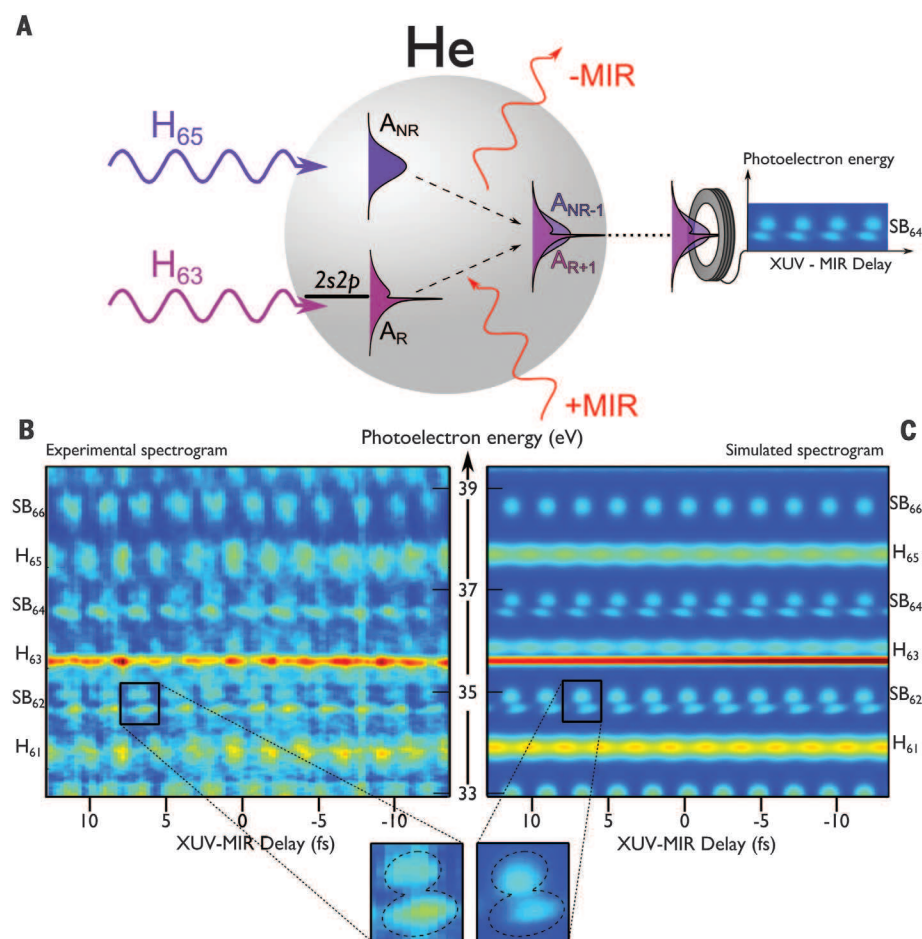 A
He
-MIR
H65
ANR
Photoelectron energy
ANR-1
SB64
H63
2s2p
AR+1
XUV - MIR Delay
AR
+MIR
B
Photoelectron energy (eV)
C
Experimental spectrogram
Simulated spectrogram
39
SB66
SB66
H65
H65
37
SB64
SB64
H63
H63
35
SB62
SB62
H61
H61
33
10 5 0 -5 -10
10 5 0 -5 -10
XUV-MIR Delay (fs)
XUV-MIR Delay (fs)